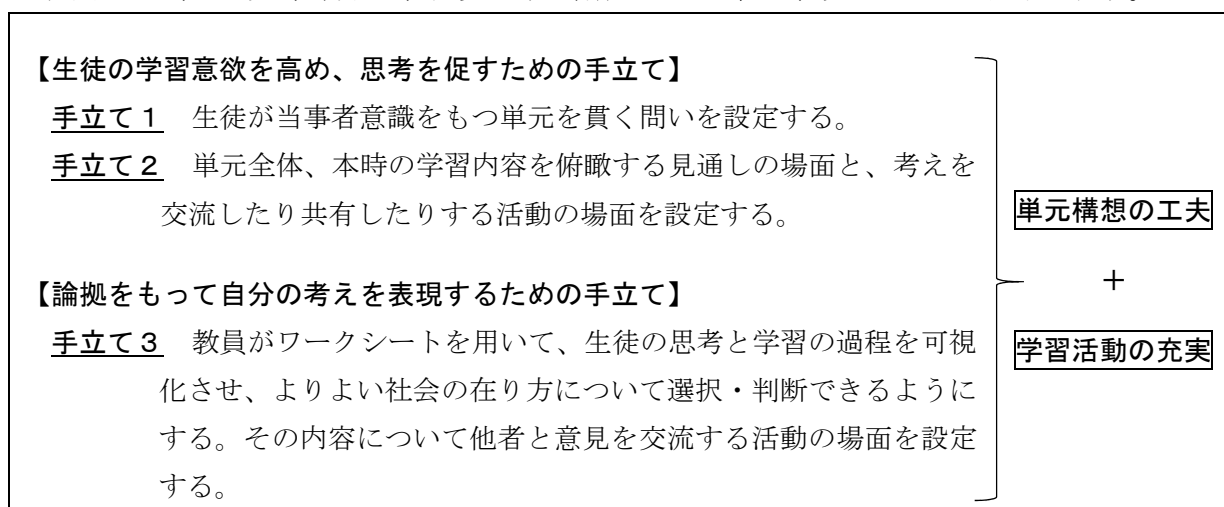 【生徒の学習意欲を高め、思考を促すための手立て】
手立て1　生徒が当事者意識をもつ単元を貫く問いを設定する。
手立て2　単元全体、本時の学習内容を俯瞰する見通しの場面と、考えを
交流したり共有したりする活動の場面を設定する。
【論拠をもって自分の考えを表現するための手立て】
手立て3　教員がワークシートを用いて、生徒の思考と学習の過程を可視
化させ、よりよい社会の在り方について選択・判断できるように
する。その内容について他者と意見を交流する活動の場面を設定
する。
単元構想の工夫
＋
学習活動の充実